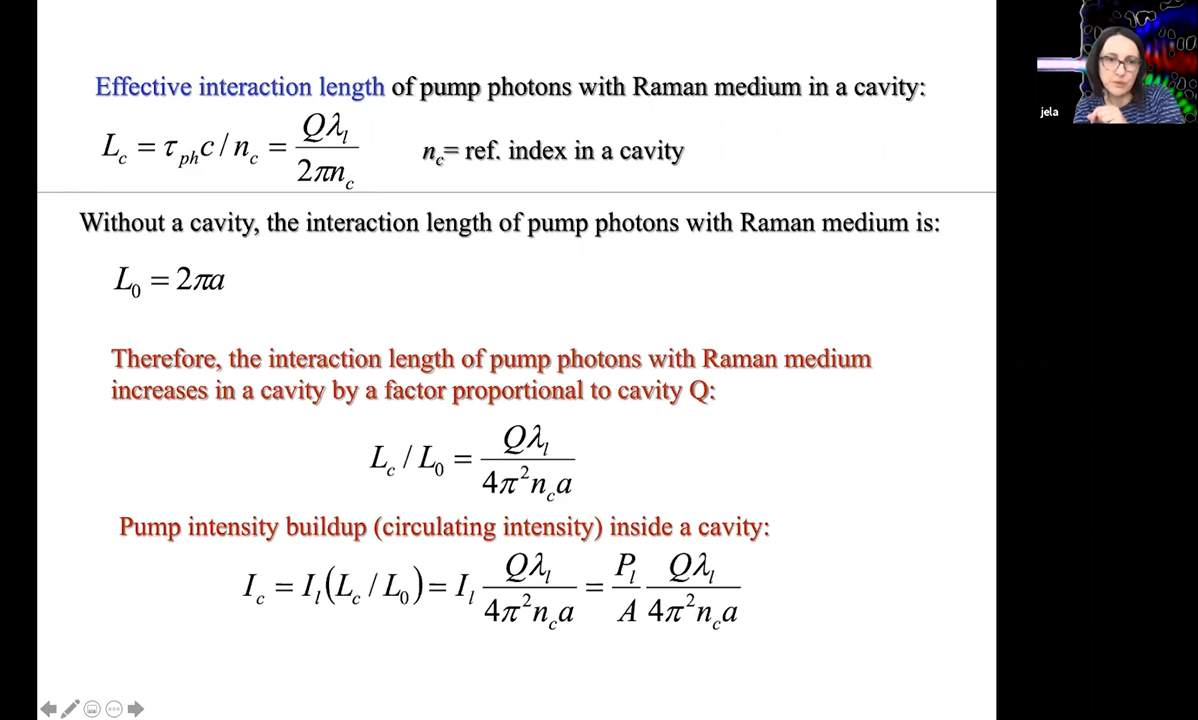 Effective interaction length of pump photons with Raman medium in a cavity:
L_c = τ_ph c / n_c = Qλ_l / 2πn_c
n_c= ref. index in a cavity
Without a cavity, the interaction length of pump photons with Raman medium is:
L_0 = 2πa
Therefore, the interaction length of pump photons with Raman medium
increases in a cavity by a factor proportional to cavity Q:
L_c / L_0 = Qλ_l / 4π²n_c a
Pump intensity buildup (circulating intensity) inside a cavity:
I_c = I_l(L_c / L_0) = I_l Qλ_l / 4π²n_c a = P_l / A Qλ_l / 4π²n_c a
jela